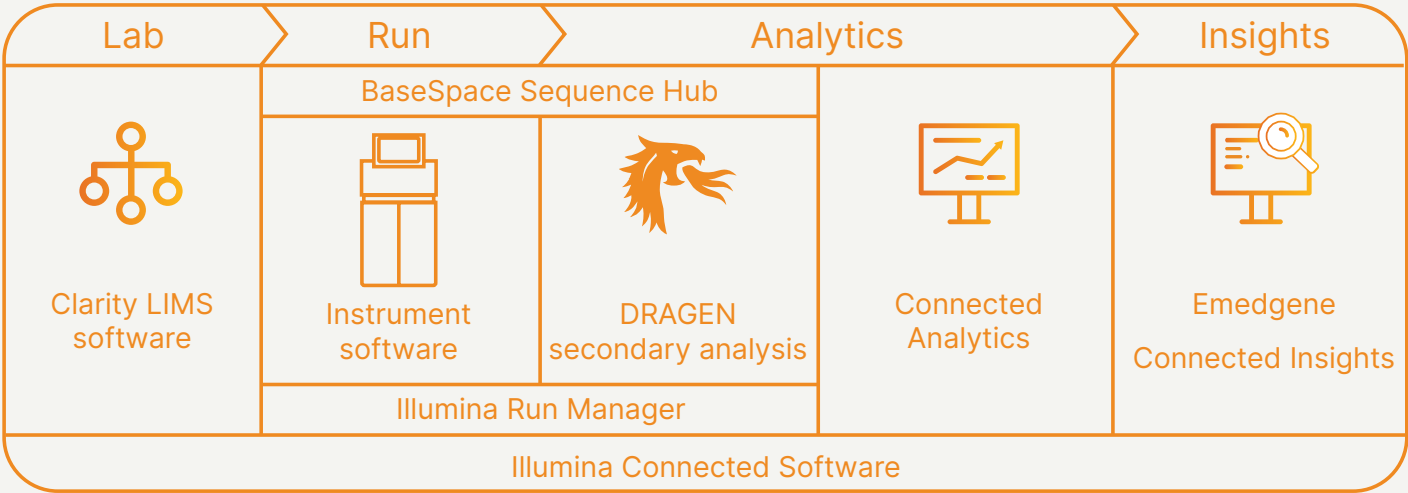 Lab
Run
Analytics
Insights
BaseSpace Sequence Hub
Clarity LIMS
software
Instrument
software
DRAGEN
secondary analysis
Connected
Analytics
Emedgene
Connected Insights
Illumina Run Manager
Illumina Connected Software